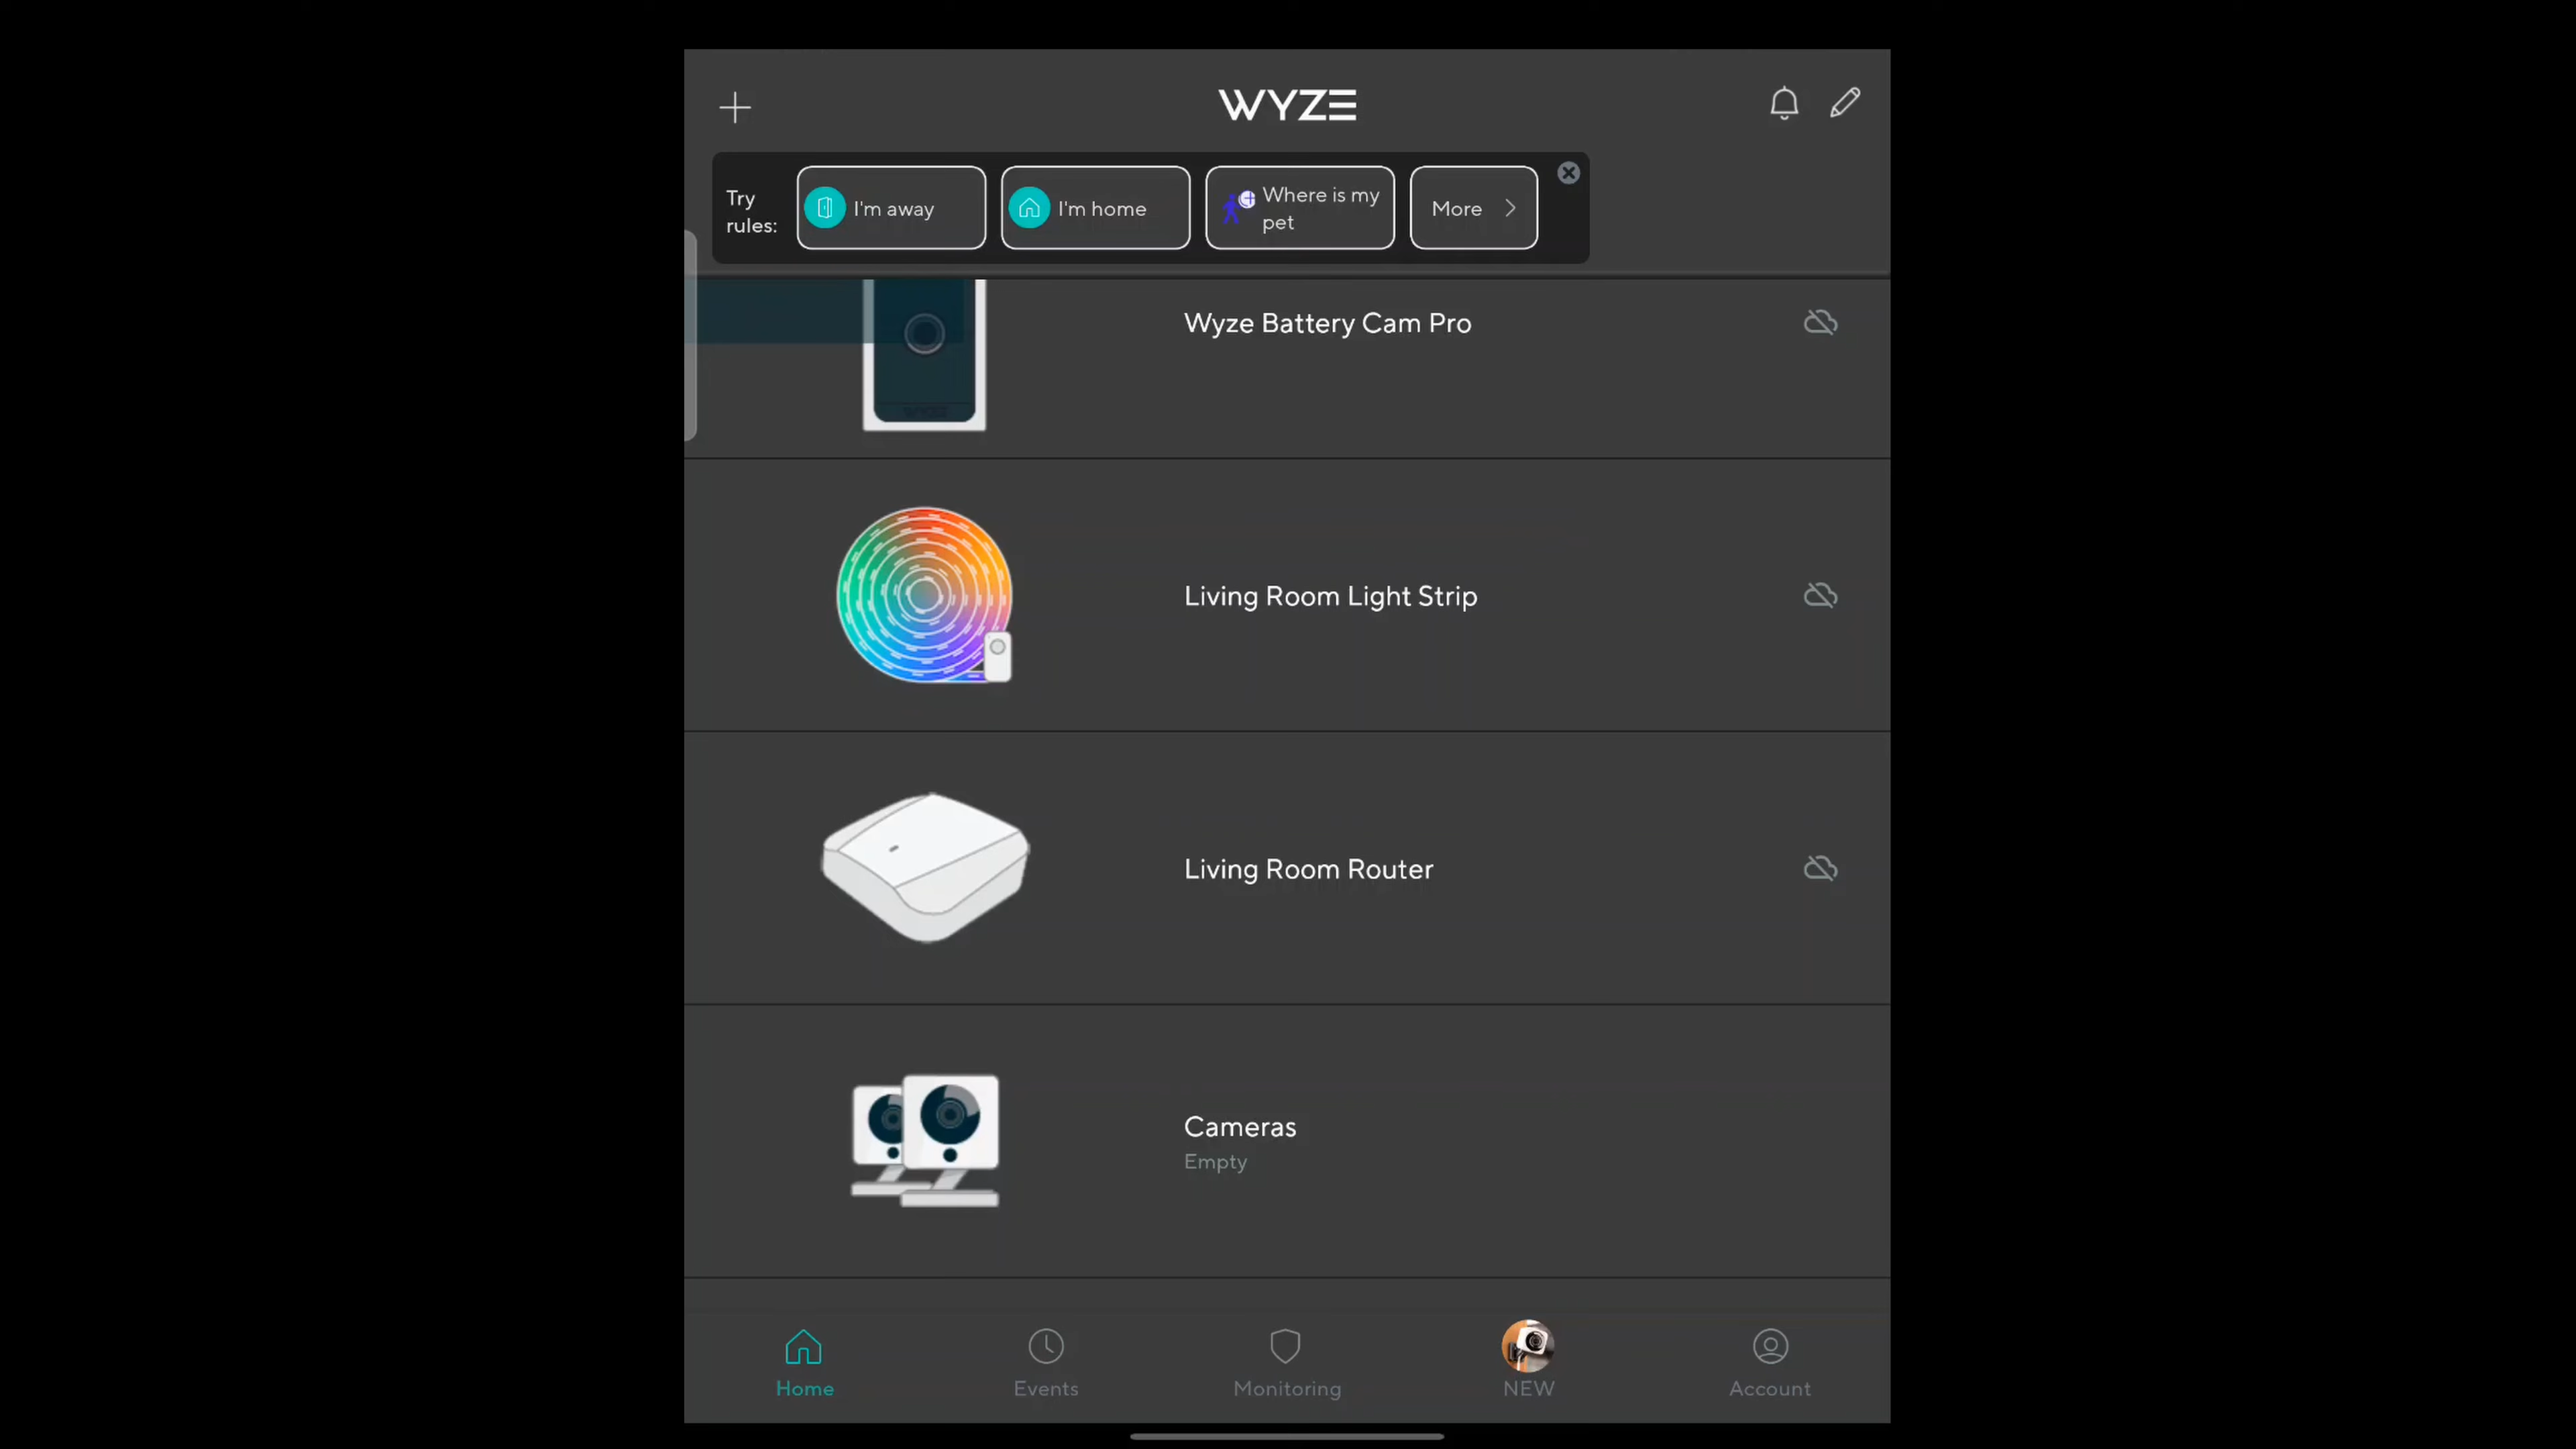 WYZE
Try
rules:
I'm away
I'm home
Where is my
pet
More
Wyze Battery Cam Pro
Living Room Light Strip
Living Room Router
Cameras
Empty
Home
Events
Monitoring
NEW
Account